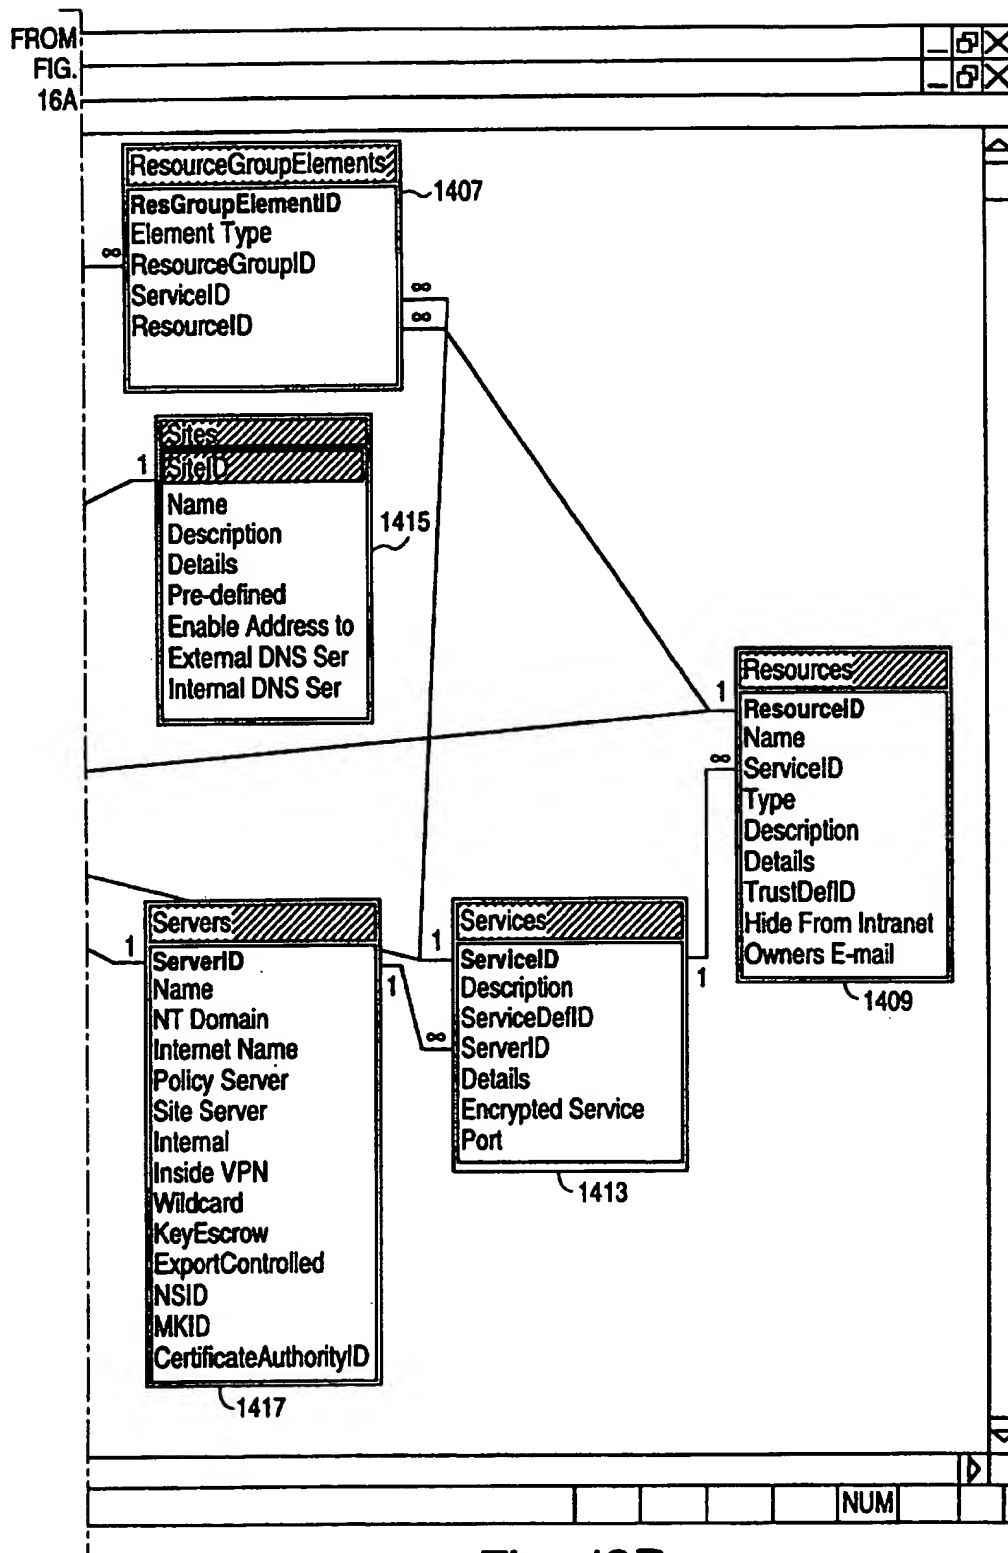 FROM
FIG.
16A
ResourceGroupElements
1407
ResGroupElementID
Element Type
∞
ResourceGroupID
∞
ServiceID
∞
ResourceID
Sites
1
SiteID
Name
1415
Description
Details
Pre-defined
Enable Address to
External DNS Ser
Internal DNS Ser
Resources
1
ResourceID
Name
∞
ServiceID
Type
Description
Details
TrustDefID
Hide From Intranet
Owners E-mail
1409
Servers
1
ServerID
1
Name
NT Domain
Internet Name
Policy Server
Site Server
Internal
Inside VPN
Wildcard
KeyEscrow
ExportControlled
NSID
MKID
CertificateAuthorityID
1417
Services
1
ServiceID
1
Description
ServiceDefID
∞
ServerID
Details
Encrypted Service
Port
1413
NUM